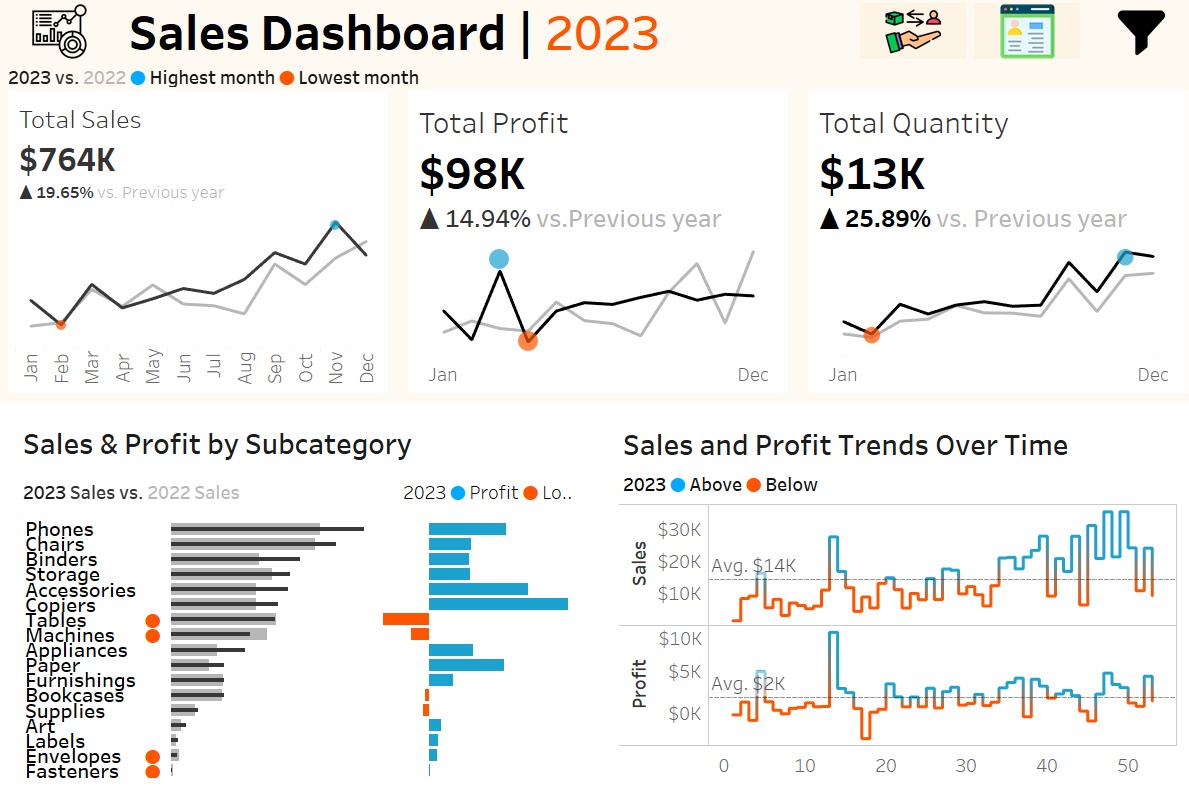 Sales Dashboard | 2023
2023 vs. 2022 Highest month Lowest month
Total Sales
$764K
▲ 19.65% vs. Previous year
Jan Feb Mar Apr May Jun Jul Aug Sep Oct Nov Dec
Total Profit
$98K
▲ 14.94% vs.Previous year
Jan Dec
Total Quantity
$13K
▲ 25.89% vs. Previous year
Jan Dec
Sales & Profit by Subcategory
2023 Sales vs. 2022 Sales
2023 Profit Lo..
Phones
Chairs
Binders
Storage
Accessories
Copiers
Tables
Machines
Appliances
Paper
Furnishings
Bookcases
Supplies
Art
Labels
Envelopes
Fasteners
Sales and Profit Trends Over Time
2023 Above Below
Sales
$30K
$20K
$10K
Avg. $14K
Profit
$10K
$5K
$0K
Avg. $2K
0 10 20 30 40 50